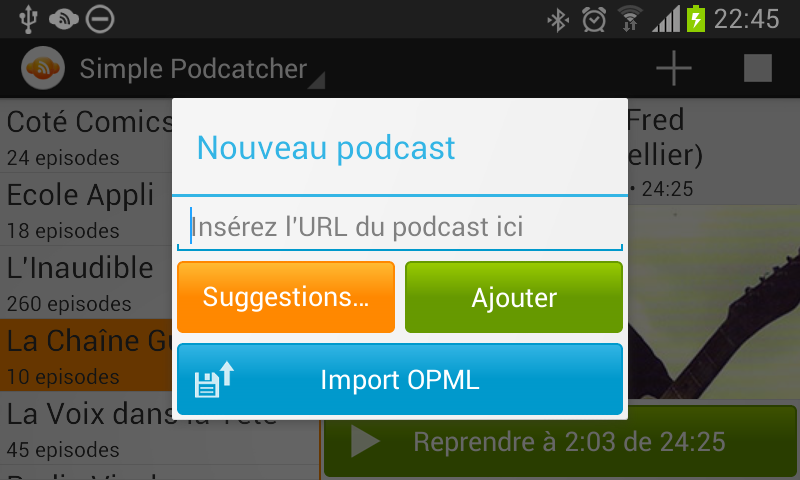 22:45
Simple Podcatcher
Coté Comics
24 episodes
Ecole Appli
18 episodes
L'Inaudible
260 episodes
La Chaîne
10 episodes
La Voix dans la Tête
45 episodes
Fred
ellier)
• 24:25
Nouveau podcast
Insérez l'URL du podcast ici
Suggestions...
Ajouter
Import OPML
Reprendre à 2:03 de 24:25